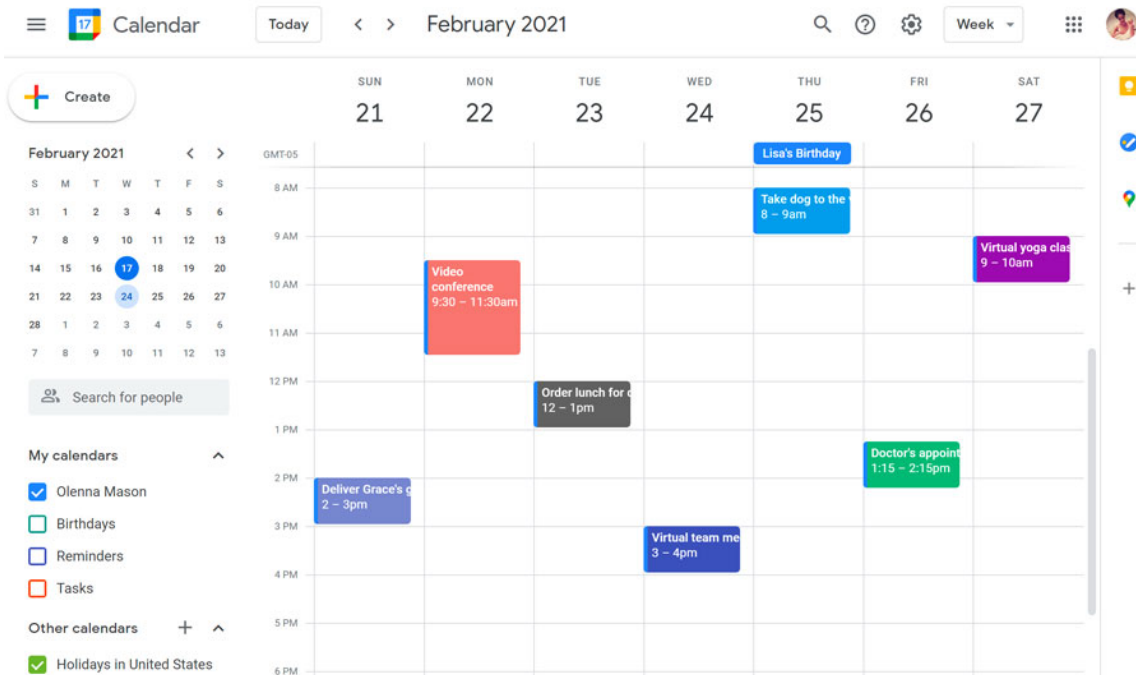 17 Calendar Today February 2021 Week
Create
SUN MON TUE WED THU FRI SAT
21 22 23 24 25 26 27
GMT-05 Lisa's Birthday
February 2021
S M T W T F S
31 1 2 3 4 5 6
7 8 9 10 11 12 13
14 15 16 17 18 19 20
21 22 23 24 25 26 27
28 1 2 3 4 5 6
7 8 9 10 11 12 13
Search for people
My calendars
Olenna Mason
Birthdays
Reminders
Tasks
Other calendars
Holidays in United States
8 AM
9 AM
10 AM
11 AM
12 PM
1 PM
2 PM
3 PM
4 PM
5 PM
6 PM
Deliver Grace's g
2 – 3pm
Video
conference
9:30 – 11:30am
Order lunch for
12 – 1pm
Virtual team me
3 – 4pm
Take dog to the
8 – 9am
Doctor's appoint
1:15 – 2:15pm
Virtual yoga clas
9 – 10am